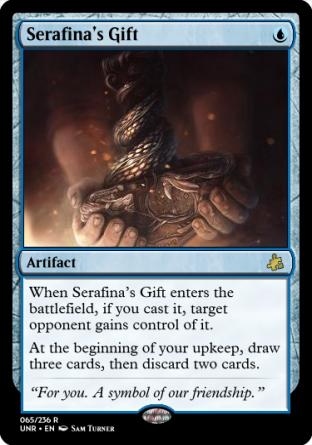 Serafina's Gift
Artifact
When Serafina's Gift enters the
battlefield, if you cast it, target
opponent gains control of it.
At the beginning of your upkeep, draw
three cards, then discard two cards.
“For you. A symbol of our friendship.”
065/236 R
UNR • EN Sam Turner